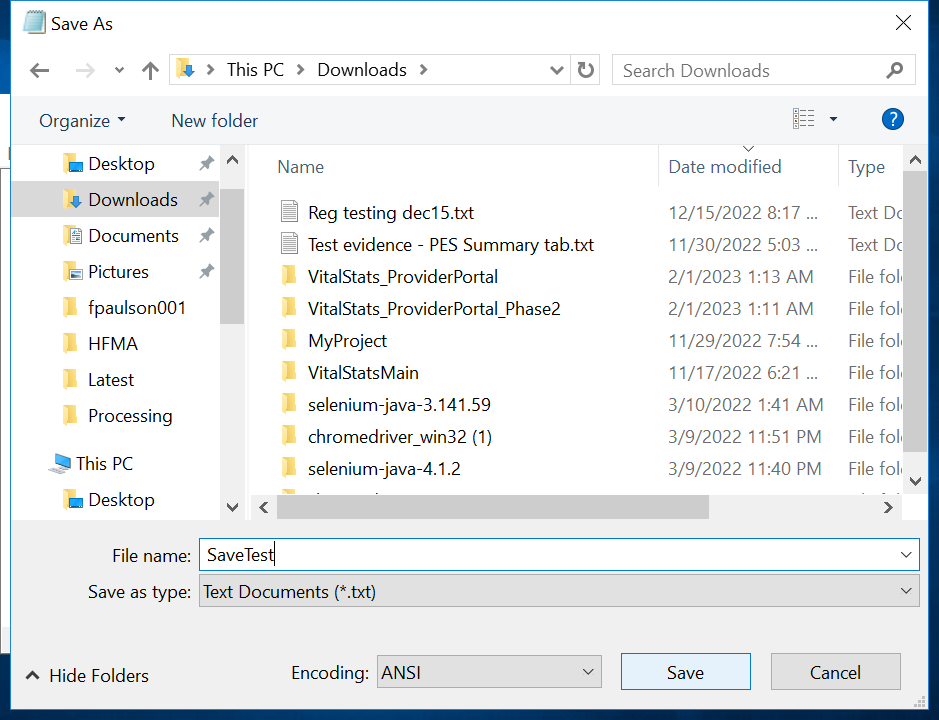 Save As
This PC > Downloads >
Search Downloads
Organize
New folder
?
Name
Date modified
Type
Desktop
Downloads
Documents
Pictures
fpaulson001
HFMA
Latest
Processing
This PC
Desktop
Reg testing dec15.txt 12/15/2022 8:17 ... Text Do
Test evidence - PES Summary tab.txt 11/30/2022 5:03 ... Text Do
VitalStats_ProviderPortal 2/1/2023 1:13 AM File fol
VitalStats_ProviderPortal_Phase2 2/1/2023 1:11 AM File fol
MyProject 11/29/2022 7:54 ... File fol
VitalStatsMain 11/17/2022 6:21 ... File fol
selenium-java-3.141.59 3/10/2022 1:41 AM File fol
chromedriver_win32 (1) 3/9/2022 11:51 PM File fol
selenium-java-4.1.2 3/9/2022 11:40 PM File fol
File name: SaveTest
Save as type: Text Documents (*.txt)
Hide Folders
Encoding: ANSI
Save
Cancel